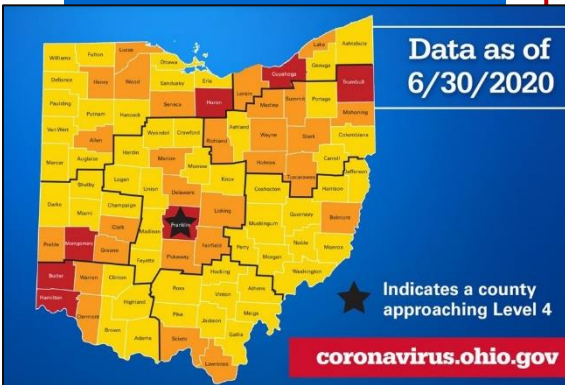 Data as of
6/30/2020
Williams
Fulton
Lucas
Ottawa
Lake
Ashtabula
Geauga
Cuyahoga
Trumbull
Defiance
Henry
Wood
Sandusky
Erie
Lorain
Portage
Summit
Medina
Mahoning
Paulding
Seneca
Huron
Putnam
Hancock
Van Wert
Wyandot
Crawford
Richland
Ashland
Wayne
Stark
Columbiana
Allen
Hardin
Marion
Morrow
Holmes
Carroll
Mercer
Auglaize
Logan
Union
Knox
Tuscarawas
Jefferson
Shelby
Delaware
Coshocton
Harrison
Darke
Miami
Champaign
Licking
Muskingum
Guernsey
Belmont
Clark
Madison
Franklin
Preble
Montgomery
Greene
Fairfield
Perry
Noble
Monroe
Fayette
Pickaway
Morgan
Hocking
Washington
Butler
Warren
Clinton
Ross
Vinton
Athens
Hamilton
Highland
Clermont
Pike
Jackson
Meigs
Brown
Adams
Scioto
Gallia
Lawrence
Indicates a county
approaching Level 4
coronavirus.ohio.gov